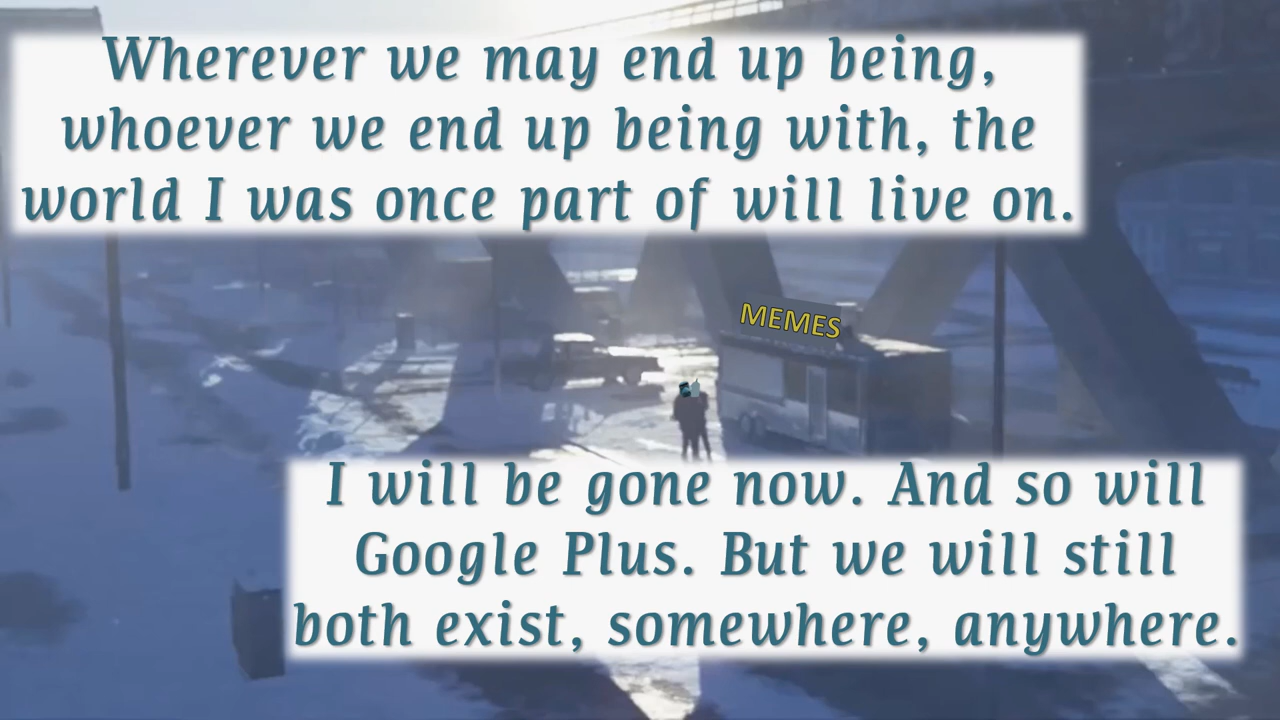 Wherever we may end up being,
whoever we end up being with, the
world I was once part of will live on.
MEMES
I will be gone now. And so will
Google Plus. But we will still
both exist, somewhere, anywhere.